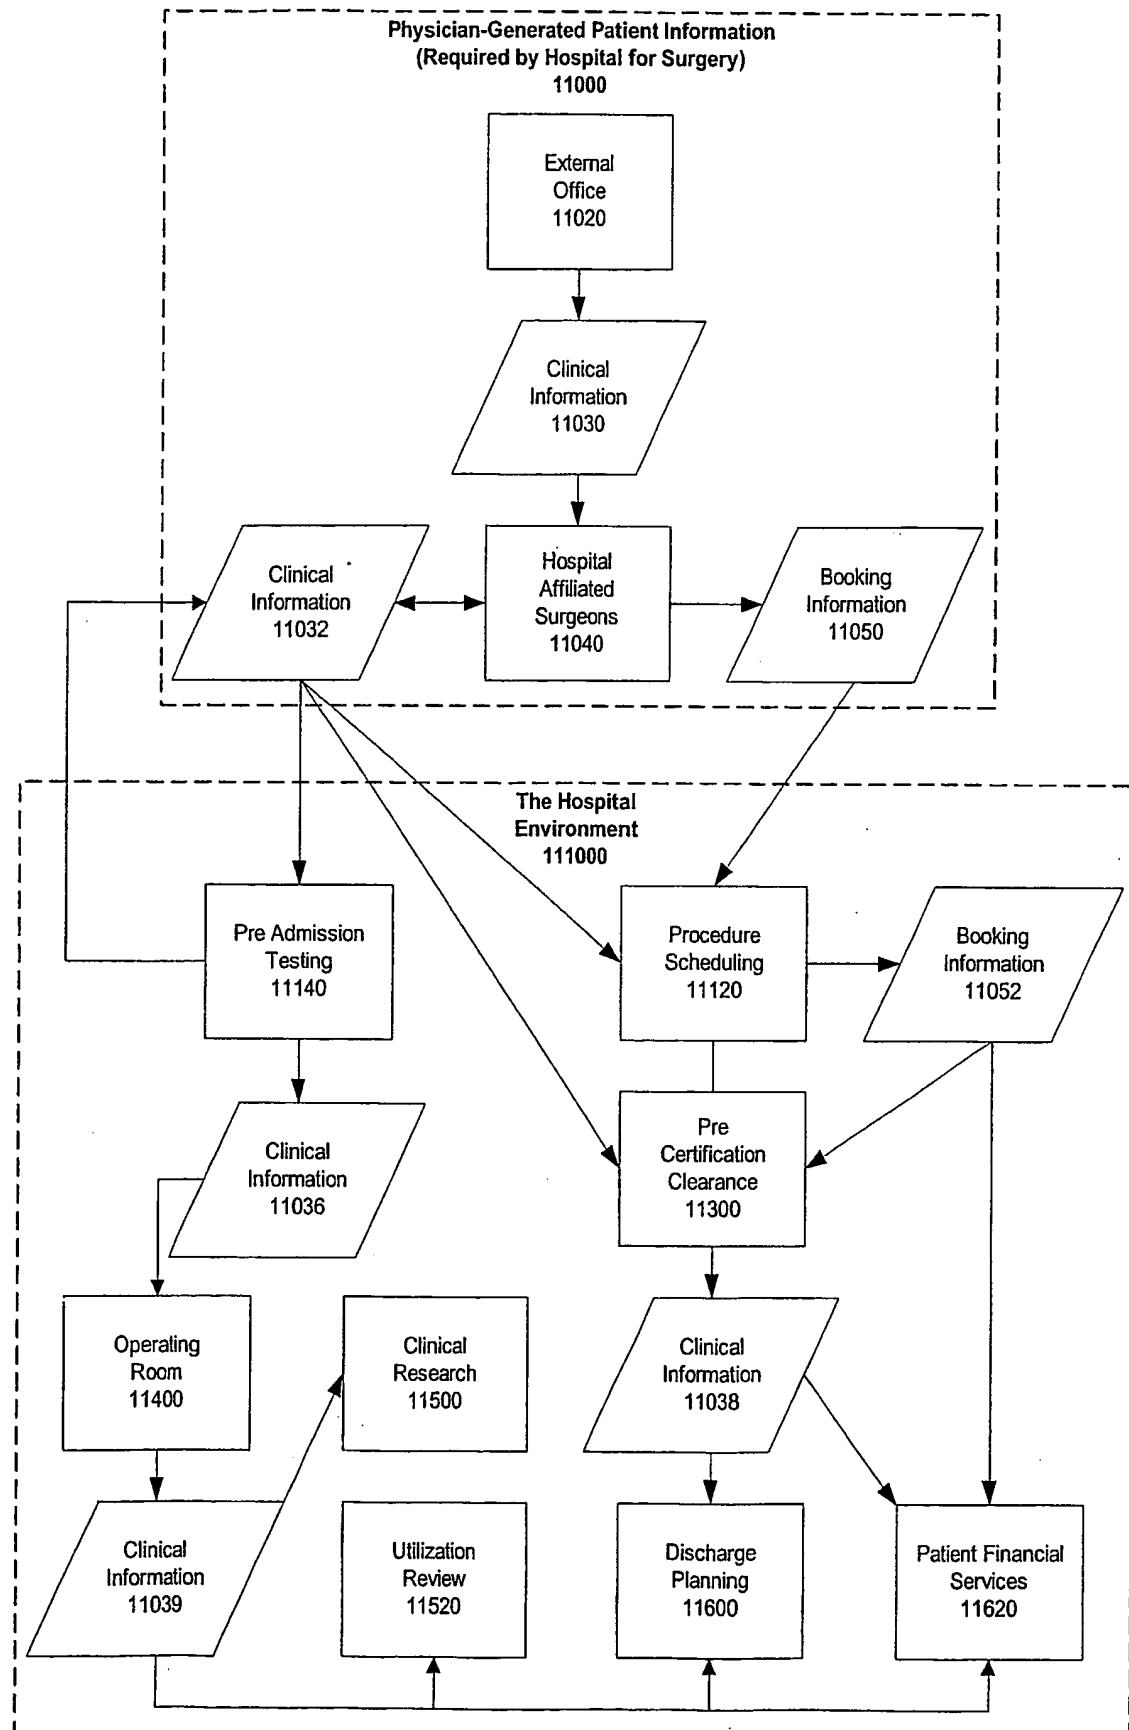 Physician-Generated Patient Information
(Required by Hospital for Surgery)
11000
External
Office
11020
Clinical
Information
11030
Clinical
Information
11032
Hospital
Affiliated
Surgeons
11040
Booking
Information
11050
The Hospital
Environment
111000
Pre Admission
Testing
11140
Procedure
Scheduling
11120
Booking
Information
11052
Clinical
Information
11036
Pre
Certification
Clearance
11300
Operating
Room
11400
Clinical
Research
11500
Clinical
Information
11038
Clinical
Information
11039
Utilization
Review
11520
Discharge
Planning
11600
Patient Financial
Services
11620